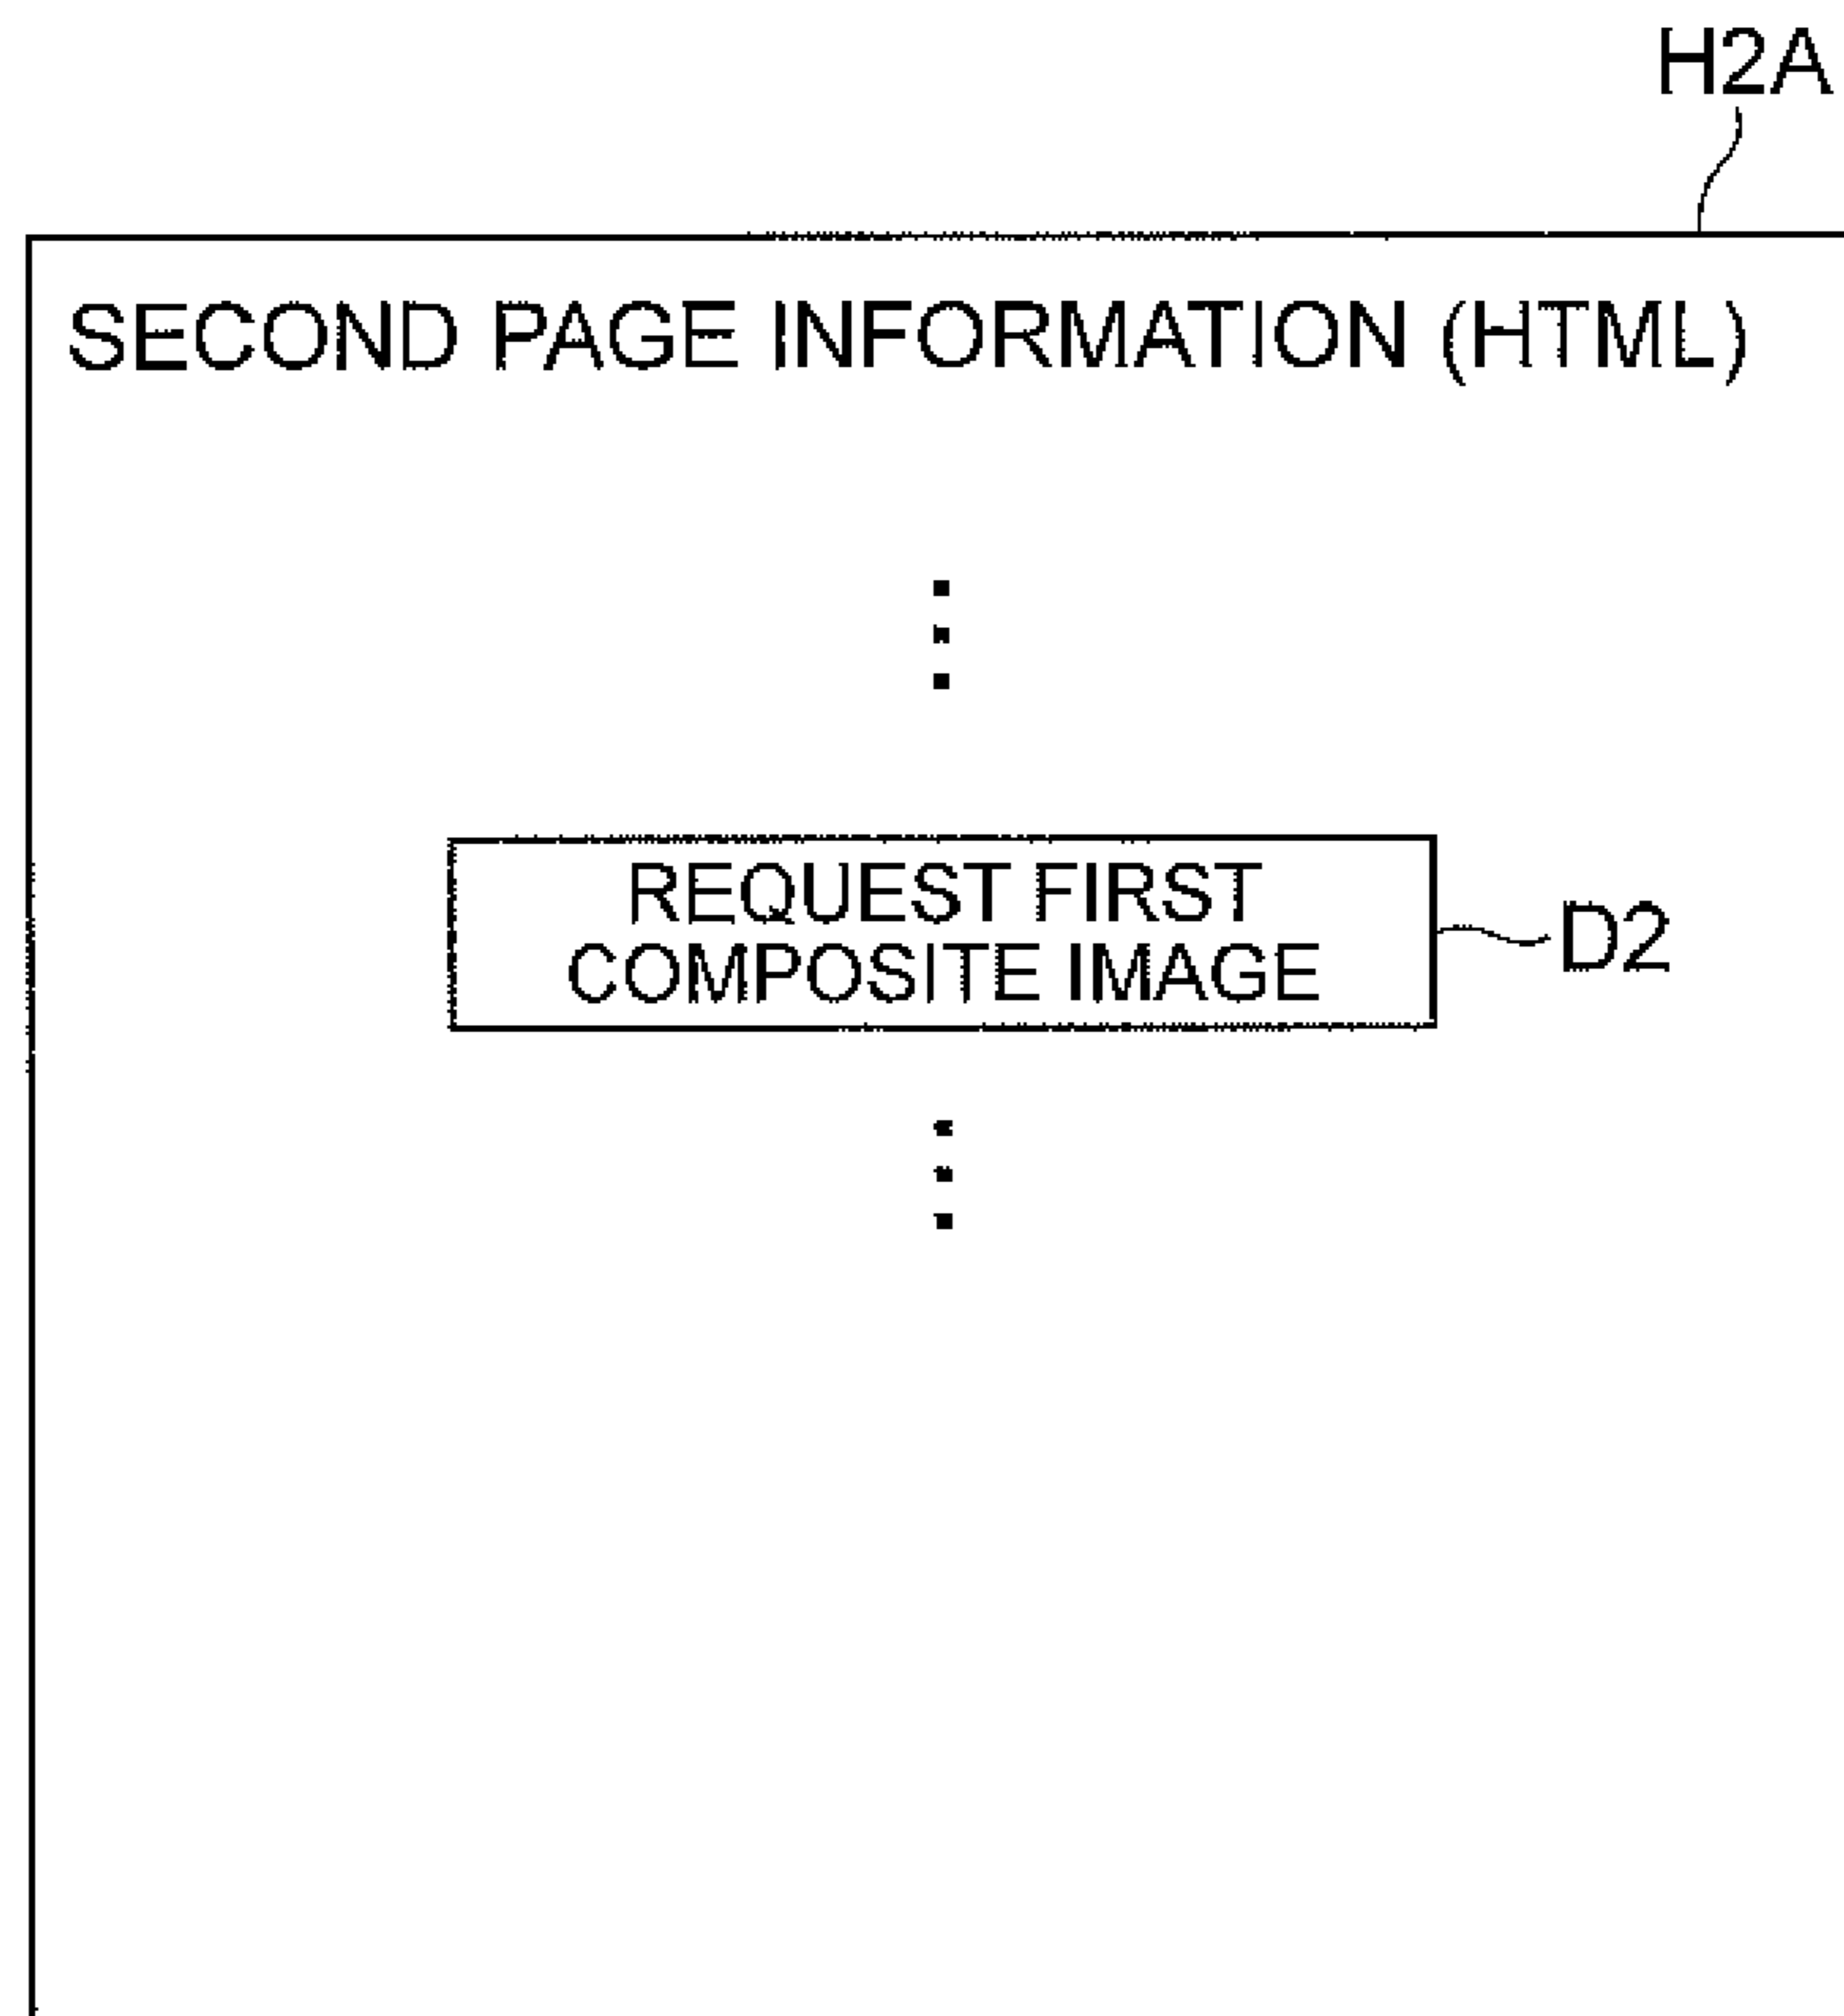 H2A
SECOND PAGE INFORMATION (HTML)
REQUEST FIRST
COMPOSITE IMAGE
D2